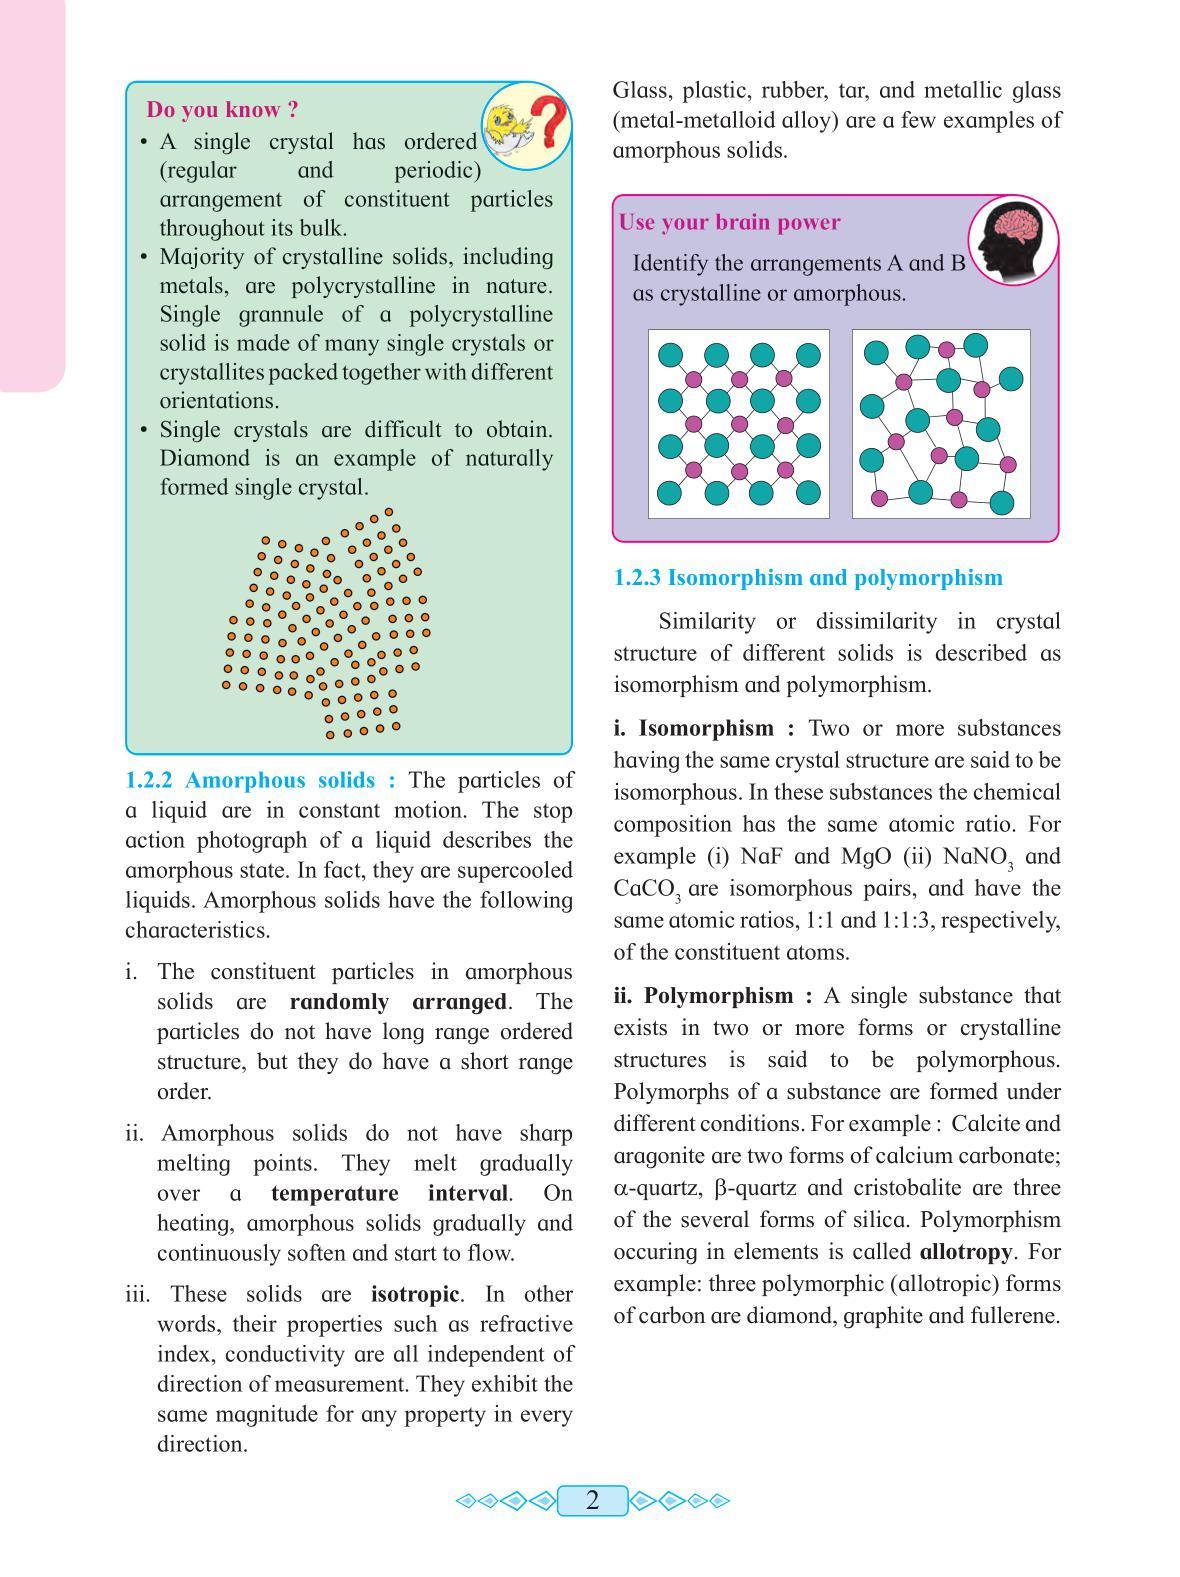 Do you know ?
• A single crystal has ordered
(regular and periodic)
arrangement of constituent particles
throughout its bulk.
• Majority of crystalline solids, including
metals, are polycrystalline in nature.
Single grannule of a polycrystalline
solid is made of many single crystals or
crystallites packed together with different
orientations.
• Single crystals are difficult to obtain.
Diamond is an example of naturally
formed single crystal.
1.2.2 Amorphous solids : The particles of
a liquid are in constant motion. The stop
action photograph of a liquid describes the
amorphous state. In fact, they are supercooled
liquids. Amorphous solids have the following
characteristics.
i. The constituent particles in amorphous
solids are randomly arranged. The
particles do not have long range ordered
structure, but they do have a short range
order.
ii. Amorphous solids do not have sharp
melting points. They melt gradually
over a temperature interval. On
heating, amorphous solids gradually and
continuously soften and start to flow.
iii. These solids are isotropic. In other
words, their properties such as refractive
index, conductivity are all independent of
direction of measurement. They exhibit the
same magnitude for any property in every
direction.
Glass, plastic, rubber, tar, and metallic glass
(metal-metalloid alloy) are a few examples of
amorphous solids.
Use your brain power
Identify the arrangements A and B
as crystalline or amorphous.
1.2.3 Isomorphism and polymorphism
Similarity or dissimilarity in crystal
structure of different solids is described as
isomorphism and polymorphism.
i. Isomorphism : Two or more substances
having the same crystal structure are said to be
isomorphous. In these substances the chemical
composition has the same atomic ratio. For
example (i) NaF and MgO (ii) NaNO₃ and
CaCO₃ are isomorphous pairs, and have the
same atomic ratios, 1:1 and 1:1:3, respectively,
of the constituent atoms.
ii. Polymorphism : A single substance that
exists in two or more forms or crystalline
structures is said to be polymorphous.
Polymorphs of a substance are formed under
different conditions. For example : Calcite and
aragonite are two forms of calcium carbonate;
α-quartz, β-quartz and cristobalite are three
of the several forms of silica. Polymorphism
occuring in elements is called allotropy. For
example: three polymorphic (allotropic) forms
of carbon are diamond, graphite and fullerene.
2